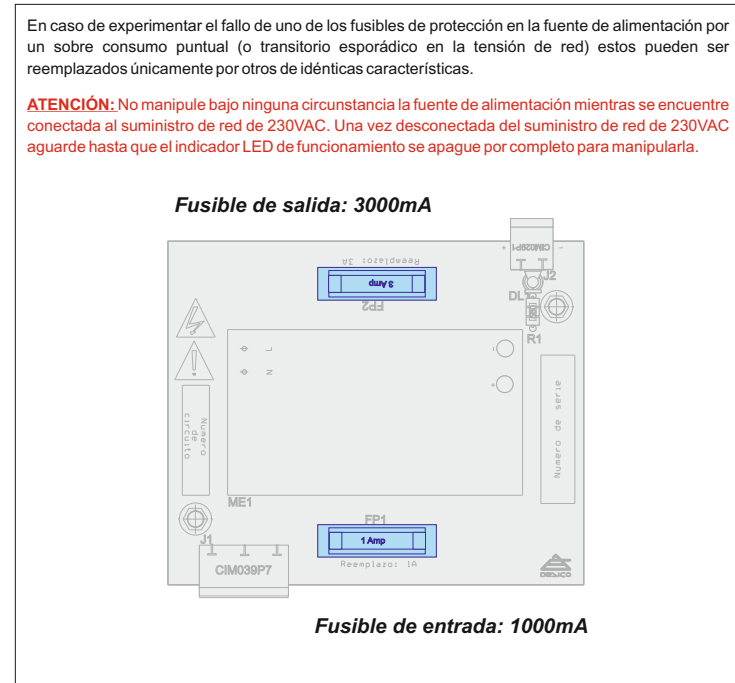 En caso de experimentar el fallo de uno de los fusibles de protección en la fuente de alimentación por
un sobre consumo puntual (o transitorio esporádico en la tensión de red) estos pueden ser
reemplazados únicamente por otros de idénticas características.
ATENCIÓN: No manipule bajo ninguna circunstancia la fuente de alimentación mientras se encuentre
conectada al suministro de red de 230VAC. Una vez desconectada del suministro de red de 230VAC
aguarde hasta que el indicador LED de funcionamiento se apague por completo para manipularla.
Fusible de salida: 3000mA
+ CIM029P1 -
Reemplazo: 3A
3 Amp
FP2
J2
DL1
R1
L
N
-
+
Numero
de
circuito
Numero de serie
ME1
J1
FP1
1 Amp
Reemplazo: 1A
CIM039P7
Fusible de entrada: 1000mA